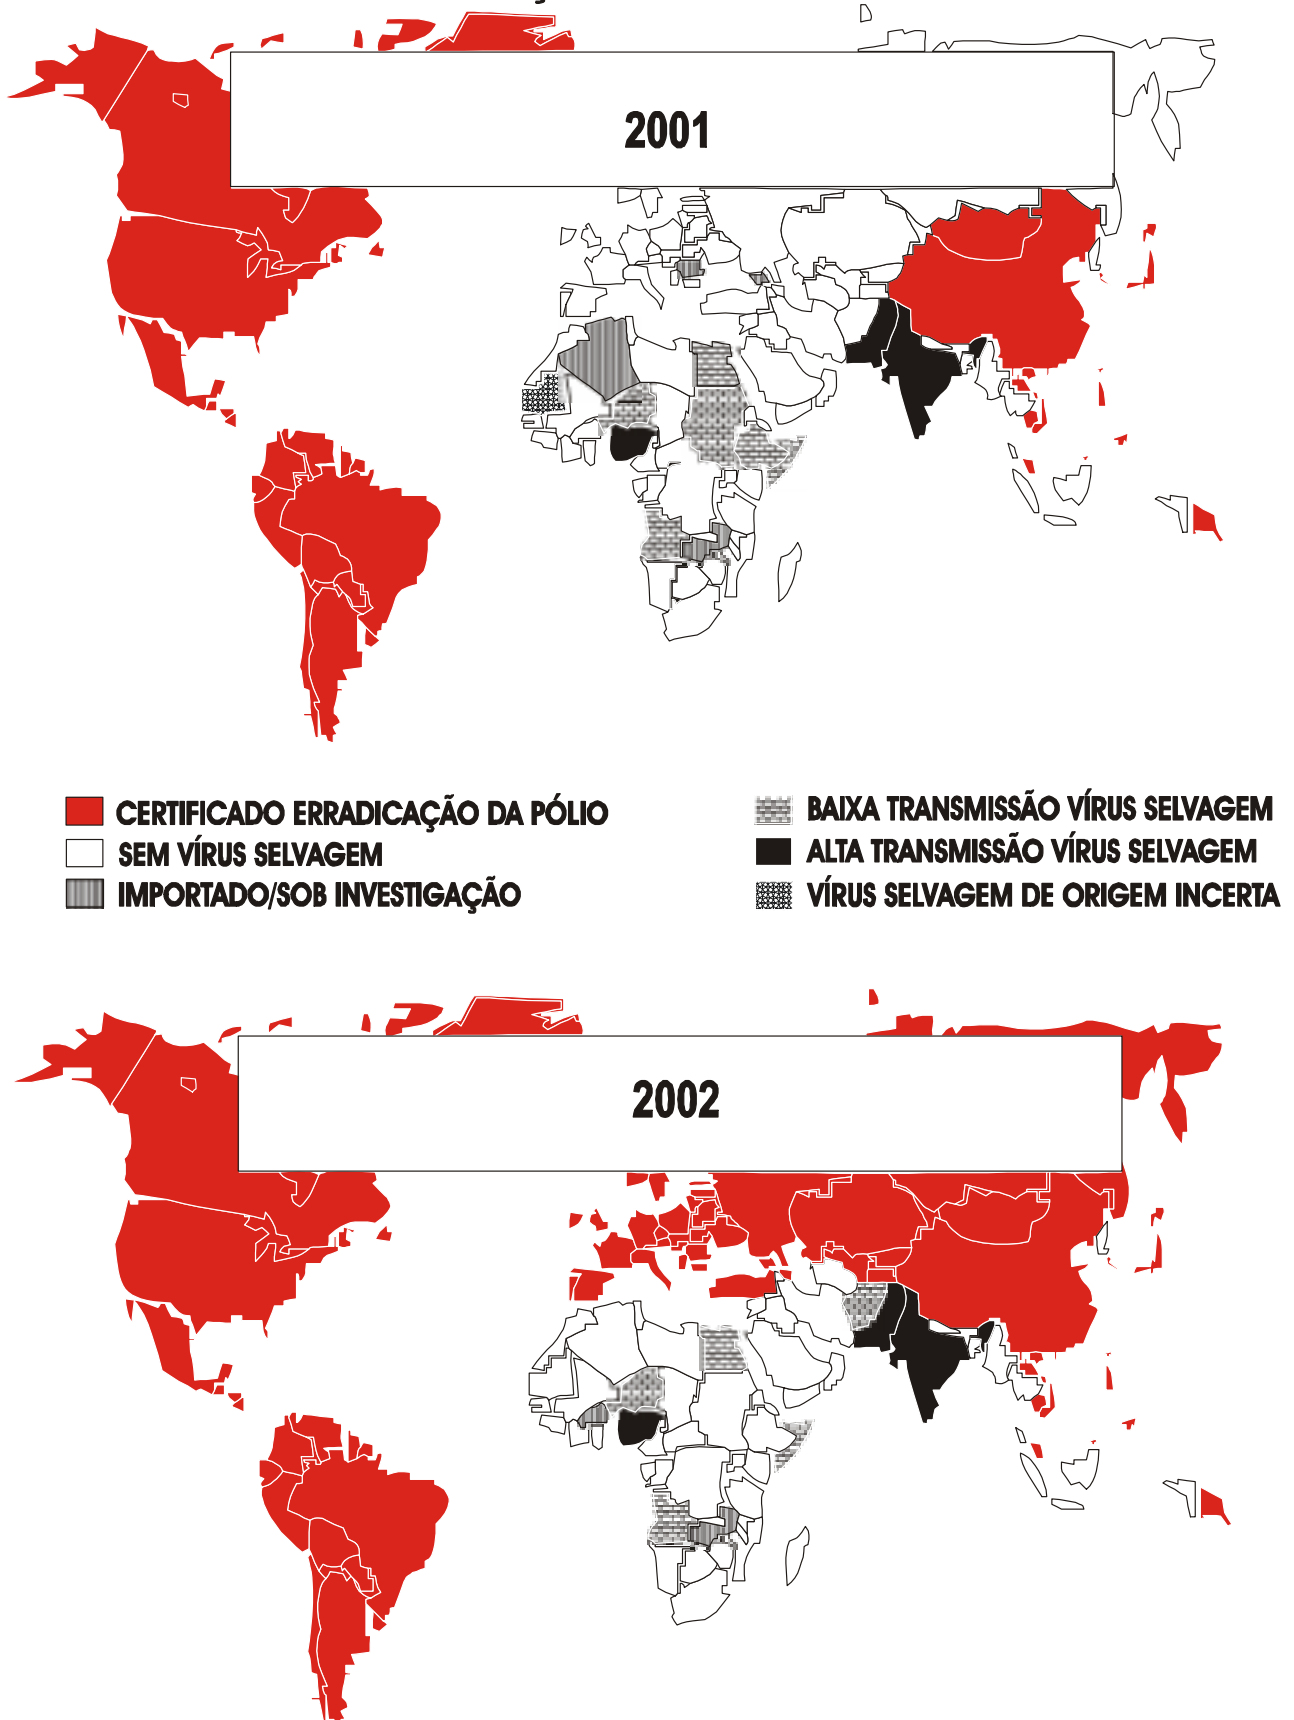 2001
CERTIFICADO ERRADICAÇÃO DA PÓLIO
SEM VÍRUS SELVAGEM
IMPORTADO/SOB INVESTIGAÇÃO
BAIXA TRANSMISSÃO VÍRUS SELVAGEM
ALTA TRANSMISSÃO VÍRUS SELVAGEM
VÍRUS SELVAGEM DE ORIGEM INCERTA
2002